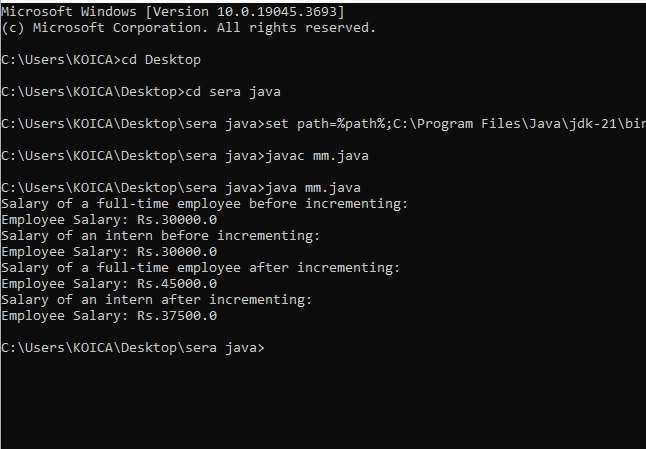 Microsoft Windows [Version 10.0.19045.3693]
(c) Microsoft Corporation. All rights reserved.
C:\Users\KOICA>cd Desktop
C:\Users\KOICA\Desktop>cd sera java
C:\Users\KOICA\Desktop\sera java>set path=%path%;C:\Program Files\Java\jdk-21\bin
C:\Users\KOICA\Desktop\sera java>javac mm.java
C:\Users\KOICA\Desktop\sera java>java mm.java
Salary of a full-time employee before incrementing:
Employee Salary: Rs.30000.0
Salary of an intern before incrementing:
Employee Salary: Rs.30000.0
Salary of a full-time employee after incrementing:
Employee Salary: Rs.45000.0
Salary of an intern after incrementing:
Employee Salary: Rs.37500.0
C:\Users\KOICA\Desktop\sera java>